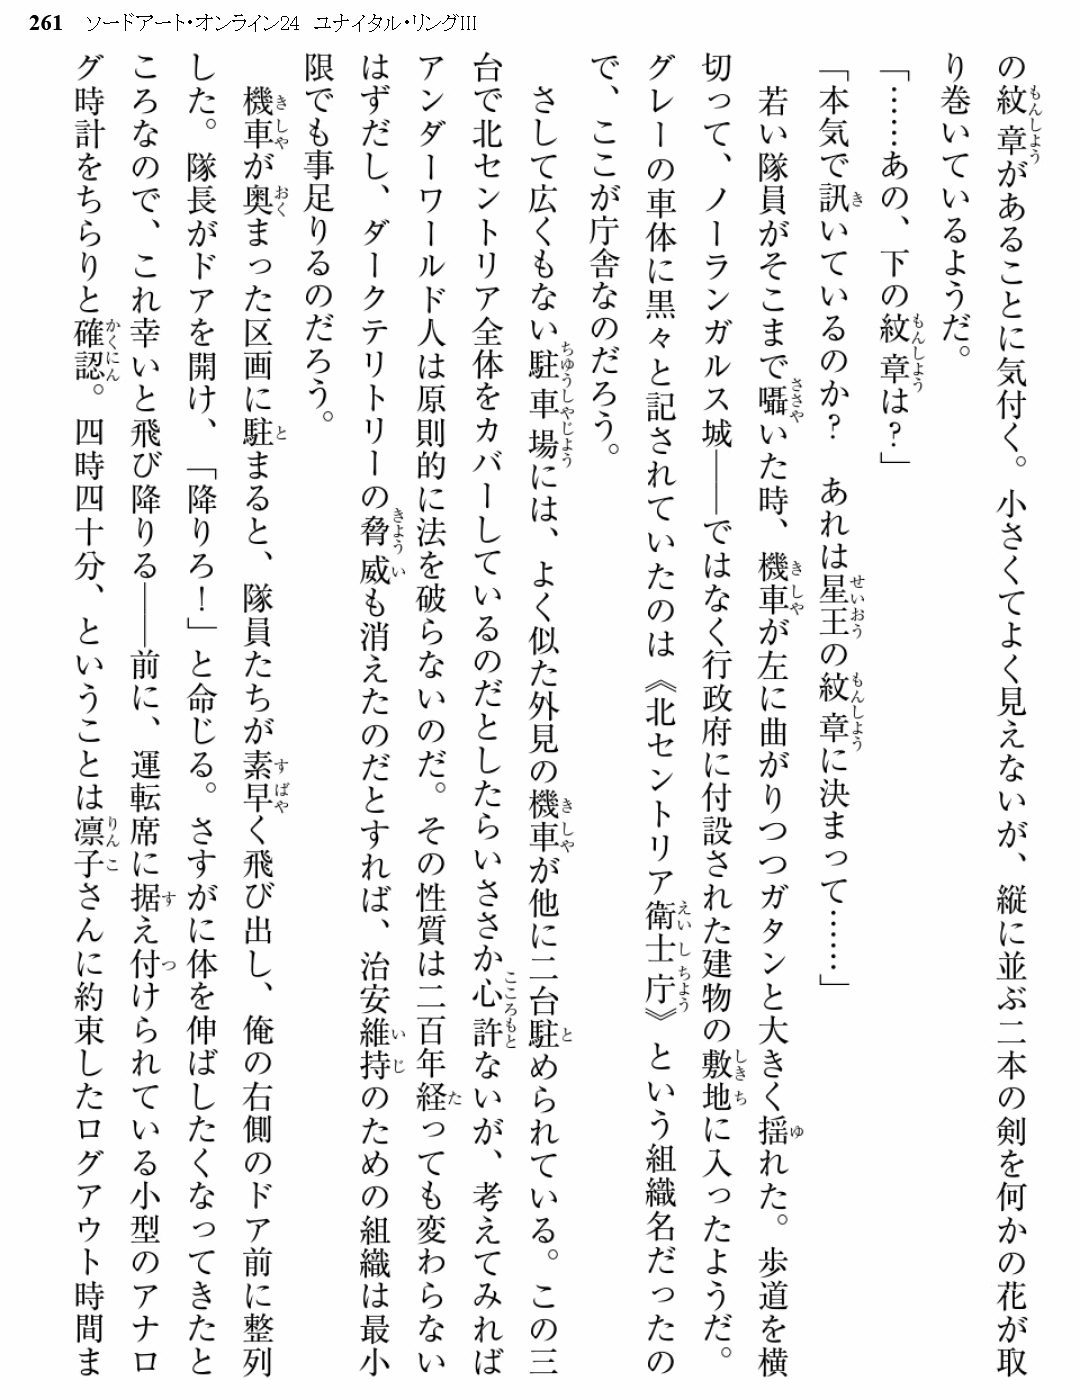 261 ソードアート・オンライン24 ユナイタル・リングIII
の紋章があることに気付く。小さくてよく見えないが、縦に並ぶ二本の剣を何かの花が取
り巻いているようだ。
「……あの、下の紋章は？」
「本気で訊いているのか？　あれは星王の紋章に決まって……」
　若い隊員がそこまで囁いた時、機車が左に曲がりつつガタンと大きく揺れた。歩道を横
切って、ノーランガルス城――ではなく行政府に付設された建物の敷地に入ったようだ。
グレーの車体に黒々と記されていたのは《北セントリア衛士庁》という組織名だったの
で、ここが庁舎なのだろう。
　さして広くもない駐車場には、よく似た外見の機車が他に二台駐められている。この三
台で北セントリア全体をカバーしているのだとしたらいささか心許ないが、考えてみれば
アンダーワールド人は原則的に法を破らないのだ。その性質は二百年経っても変わらない
はずだし、ダークテリトリーの脅威も消えたのだとすれば、治安維持のための組織は最小
限でも事足りるのだろう。
　機車が奥まった区画に駐まると、隊員たちが素早く飛び出し、俺の右側のドア前に整列
した。隊長がドアを開け、「降りろ！」と命じる。さすがに体を伸ばしたくなってきたと
ころなので、これ幸いと飛び降りる――前に、運転席に据え付けられている小型のアナロ
グ時計をちらりと確認。四時四十分、ということは凛子さんに約束したログアウト時間ま